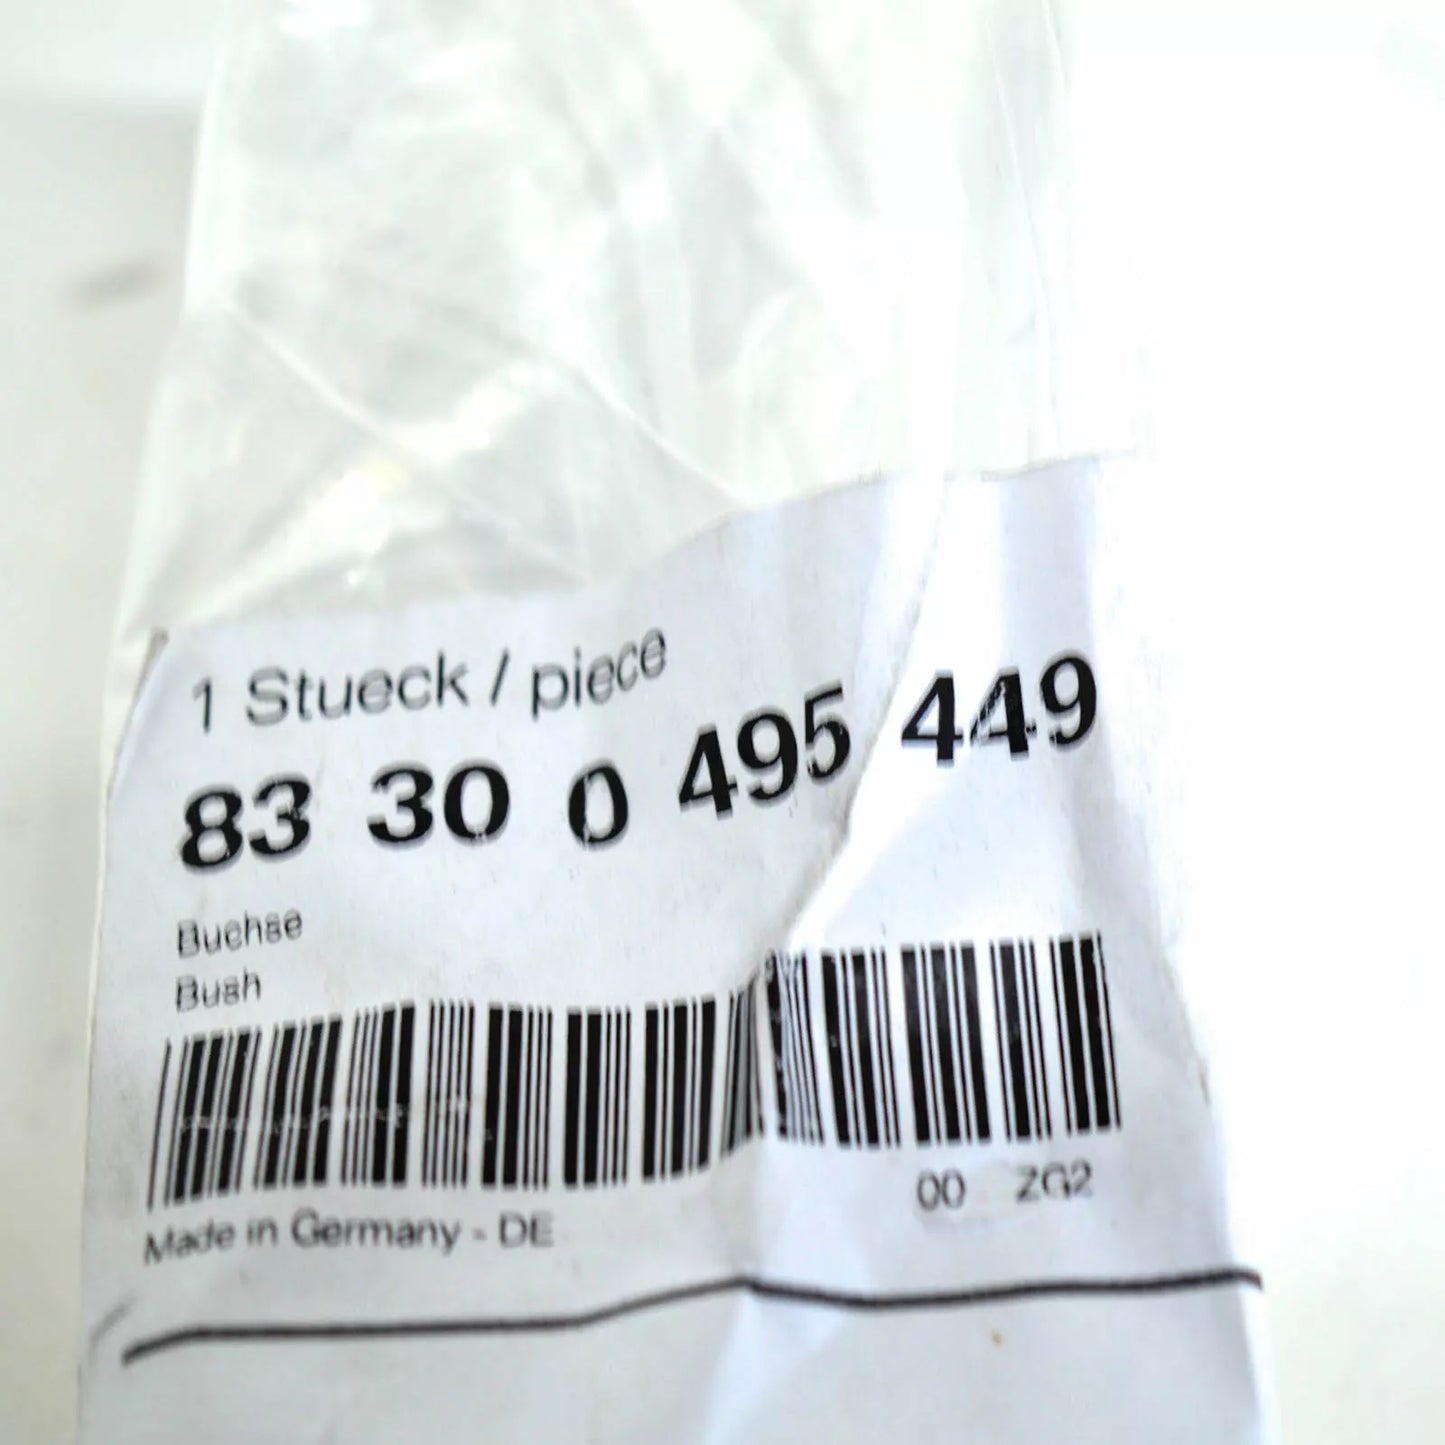 1 Stueck / piece
83 30 0 495 449
Buchse
Bush
00 ZG2
Made in Germany - DE